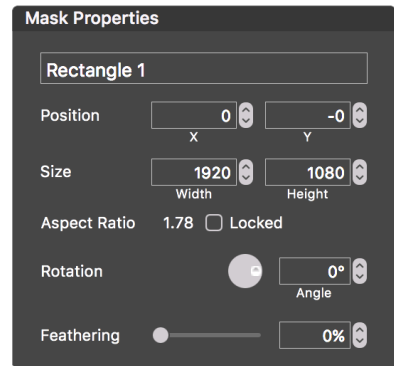 Mask Properties
Rectangle 1
Position 0 -0
X Y
Size 1920 1080
Width Height
Aspect Ratio 1.78 Locked
Rotation 0°
Angle
Feathering 0%